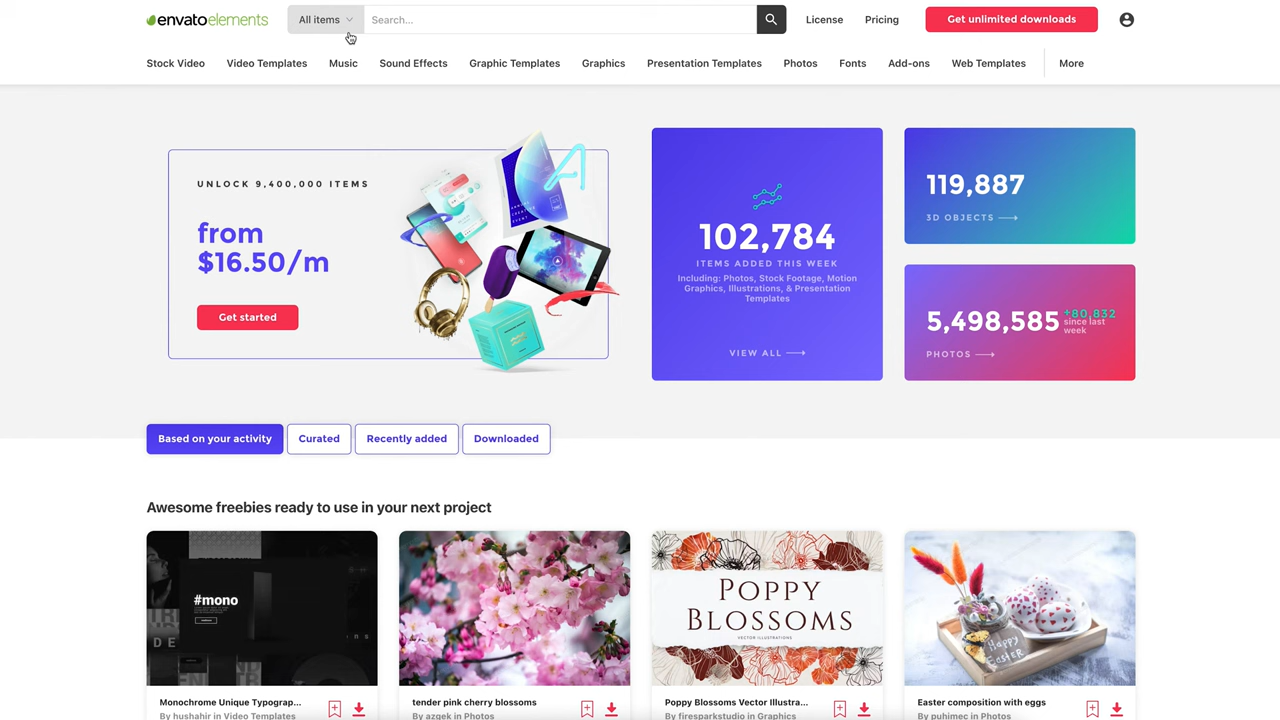 envatoelements
All items
Search...
License
Pricing
Get unlimited downloads
Stock Video
Video Templates
Music
Sound Effects
Graphic Templates
Graphics
Presentation Templates
Photos
Fonts
Add-ons
Web Templates
More
UNLOCK 9,400,000 ITEMS
from
$16.50/m
Get started
102,784
ITEMS ADDED THIS WEEK
Including: Photos, Stock Footage, Motion
Graphics, Illustrations, & Presentation
Templates
VIEW ALL
119,887
3D OBJECTS
5,498,585
+80,832
since last
week
PHOTOS
Based on your activity
Curated
Recently added
Downloaded
Awesome freebies ready to use in your next project
#mono
POPPY
BLOSSOMS
VECTOR ILLUSTRATIONS
Happy
Easter
Monochrome Unique Typograp...
By hushahir in Video Templates
tender pink cherry blossoms
By azgek in Photos
Poppy Blossoms Vector Illustra...
By firesparkstudio in Graphics
Easter composition with eggs
By puhimec in Photos